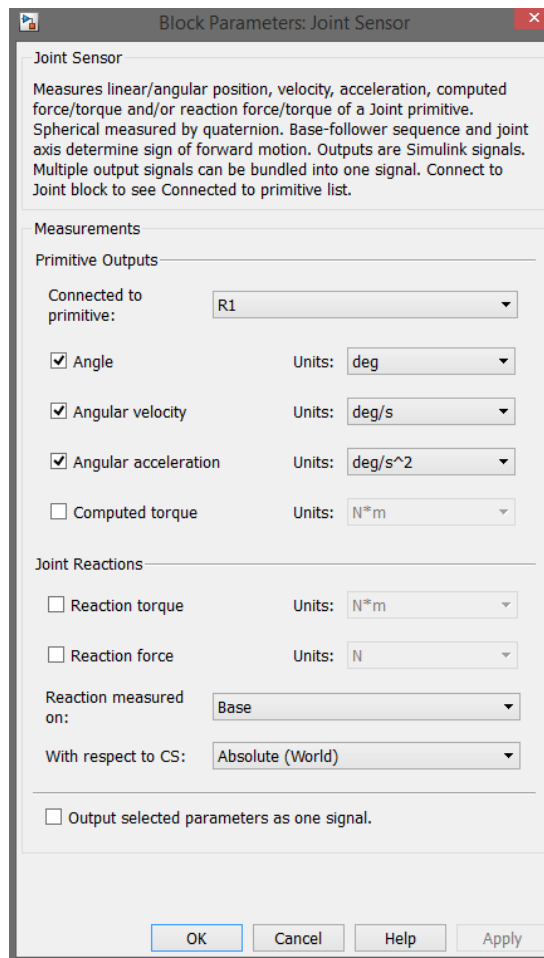 Block Parameters: Joint Sensor
Joint Sensor
Measures linear/angular position, velocity, acceleration, computed
force/torque and/or reaction force/torque of a Joint primitive.
Spherical measured by quaternion. Base-follower sequence and joint
axis determine sign of forward motion. Outputs are Simulink signals.
Multiple output signals can be bundled into one signal. Connect to
Joint block to see Connected to primitive list.
Measurements
Primitive Outputs
Connected to
primitive: R1
Angle Units: deg
Angular velocity Units: deg/s
Angular acceleration Units: deg/s^2
Computed torque Units: N*m
Joint Reactions
Reaction torque Units: N*m
Reaction force Units: N
Reaction measured
on: Base
With respect to CS: Absolute (World)
Output selected parameters as one signal.
OK Cancel Help Apply